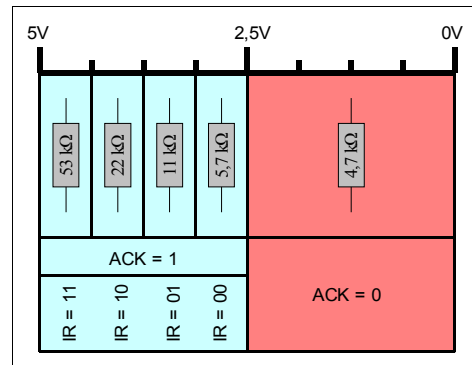 5V 2,5V 0V
53 kΩ
22 kΩ
11 kΩ
5,7 kΩ
4,7 kΩ
ACK = 1
ACK = 0
IR = 11
IR = 10
IR = 01
IR = 00